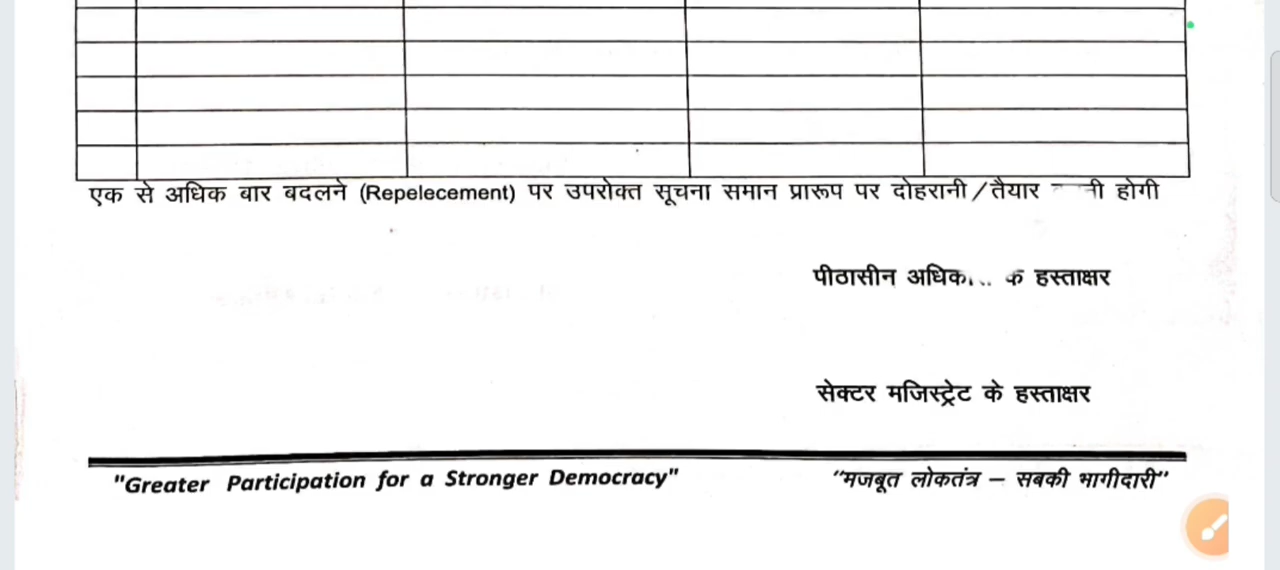 एक से अधिक बार बदलने (Repelecement) पर उपरोक्त सूचना समान प्रारूप पर दोहरानी/तैयार होगी
पीठासीन हस्ताक्षर
सेक्टर मजिस्ट्रेट के हस्ताक्षर
"Greater Participation for a Stronger Democracy" "मजबूत लोकतंत्र – सबकी भागीदारी"